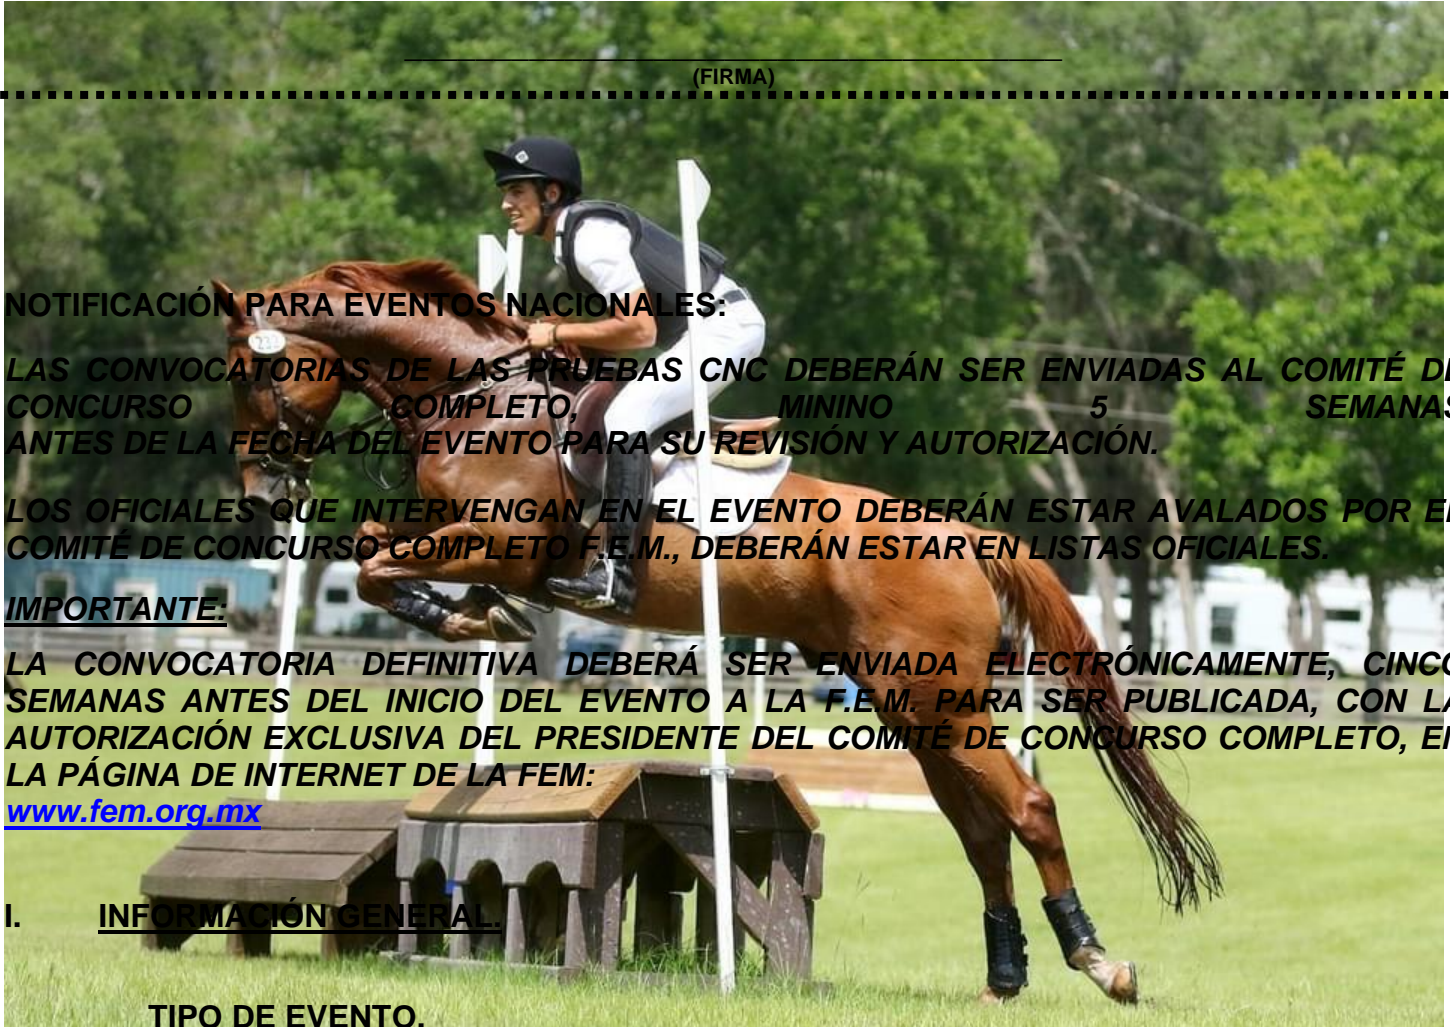 (FIRMA)
NOTIFICACIÓN PARA EVENTOS NACIONALES:
232
LAS CONVOCATORIAS DE LAS PRUEBAS CNC DEBERÁN SER ENVIADAS AL COMITÉ
CONCURSO COMPLETO, MININO 5 SEMANAS
ANTES DE LA FECHA DEL EVENTO PARA SU REVISIÓN Y AUTORIZACIÓN.
LOS OFICIALES QUE INTERVENGAN EN EL EVENTO DEBERÁN ESTAR AVALADOS POR
COMITÉ DE CONCURSO COMPLETO F.E.M., DEBERÁN ESTAR EN LISTAS OFICIALES.
IMPORTANTE:
LA CONVOCATORIA DEFINITIVA DEBERÁ SER ENVIADA ELECTRÓNICAMENTE, CINCO
SEMANAS ANTES DEL INICIO DEL EVENTO A LA F.E.M. PARA SER PUBLICADA, CON LA
AUTORIZACIÓN EXCLUSIVA DEL PRESIDENTE DEL COMITÉ DE CONCURSO COMPLETO,
LA PÁGINA DE INTERNET DE LA FEM:
www.fem.org.mx
I. INFORMACIÓN GENERAL.
TIPO DE EVENTO.